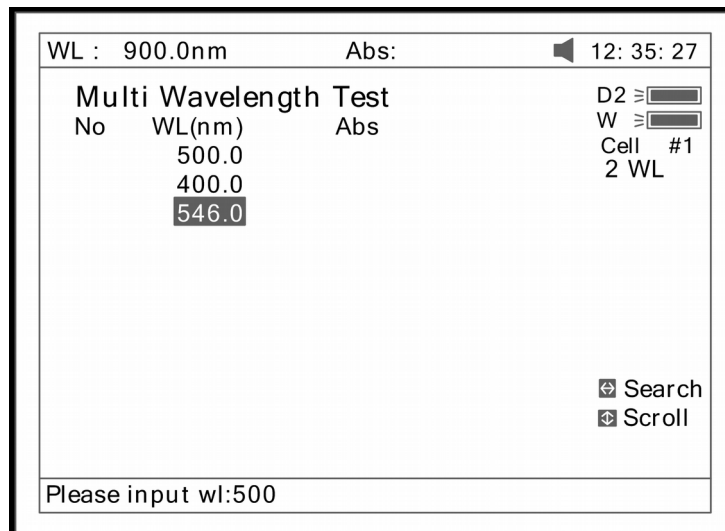 WL : 900.0nm Abs: 12: 35: 27
Multi Wavelength Test
No WL(nm) Abs
500.0
400.0
546.0
D2
W
Cell #1
2 WL
Search
Scroll
Please input wl:500